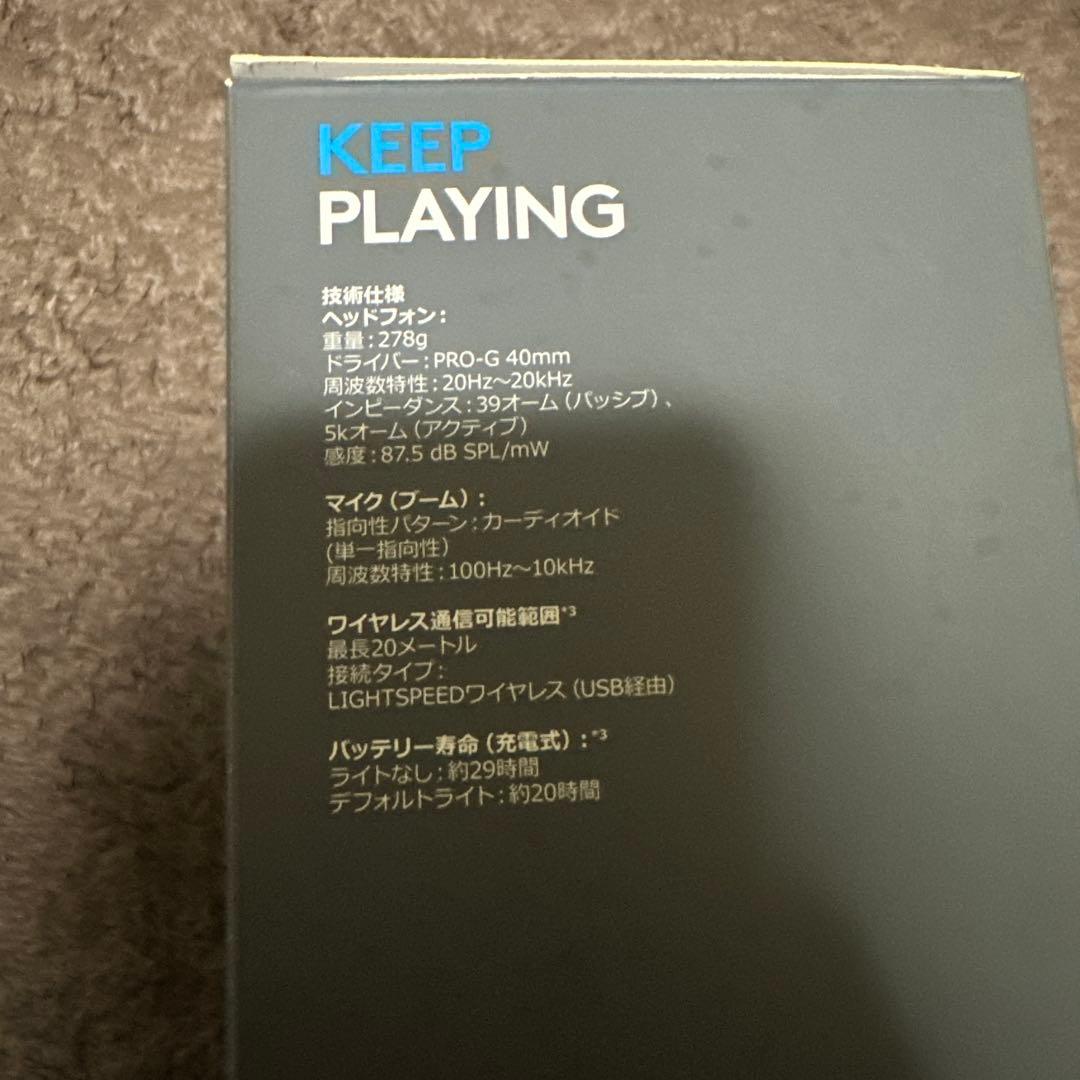 KEEP
PLAYING
技術仕様
ヘッドフォン:
重量:278g
ドライバー:PRO-G 40mm
周波数特性:20Hz～20kHz
インピーダンス:39オーム(パッシブ)、
5kオーム(アクティブ)
感度:87.5 dB SPL/mW
マイク(ブーム):
指向性パターン:カーディオイド
(単一指向性)
周波数特性:100Hz～10kHz
ワイヤレス通信可能範囲*3
最長20メートル
接続タイプ:
LIGHTSPEEDワイヤレス(USB経由)
バッテリー寿命(充電式):*3
ライトなし:約29時間
デフォルトライト:約20時間